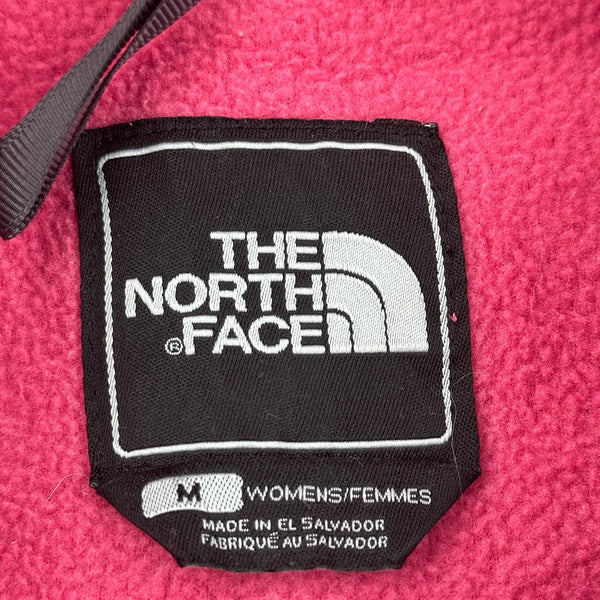 THE
NORTH
®FACE
M WOMENS/FEMMES
MADE IN EL SALVADOR
FABRIQUÉ AU SALVADOR